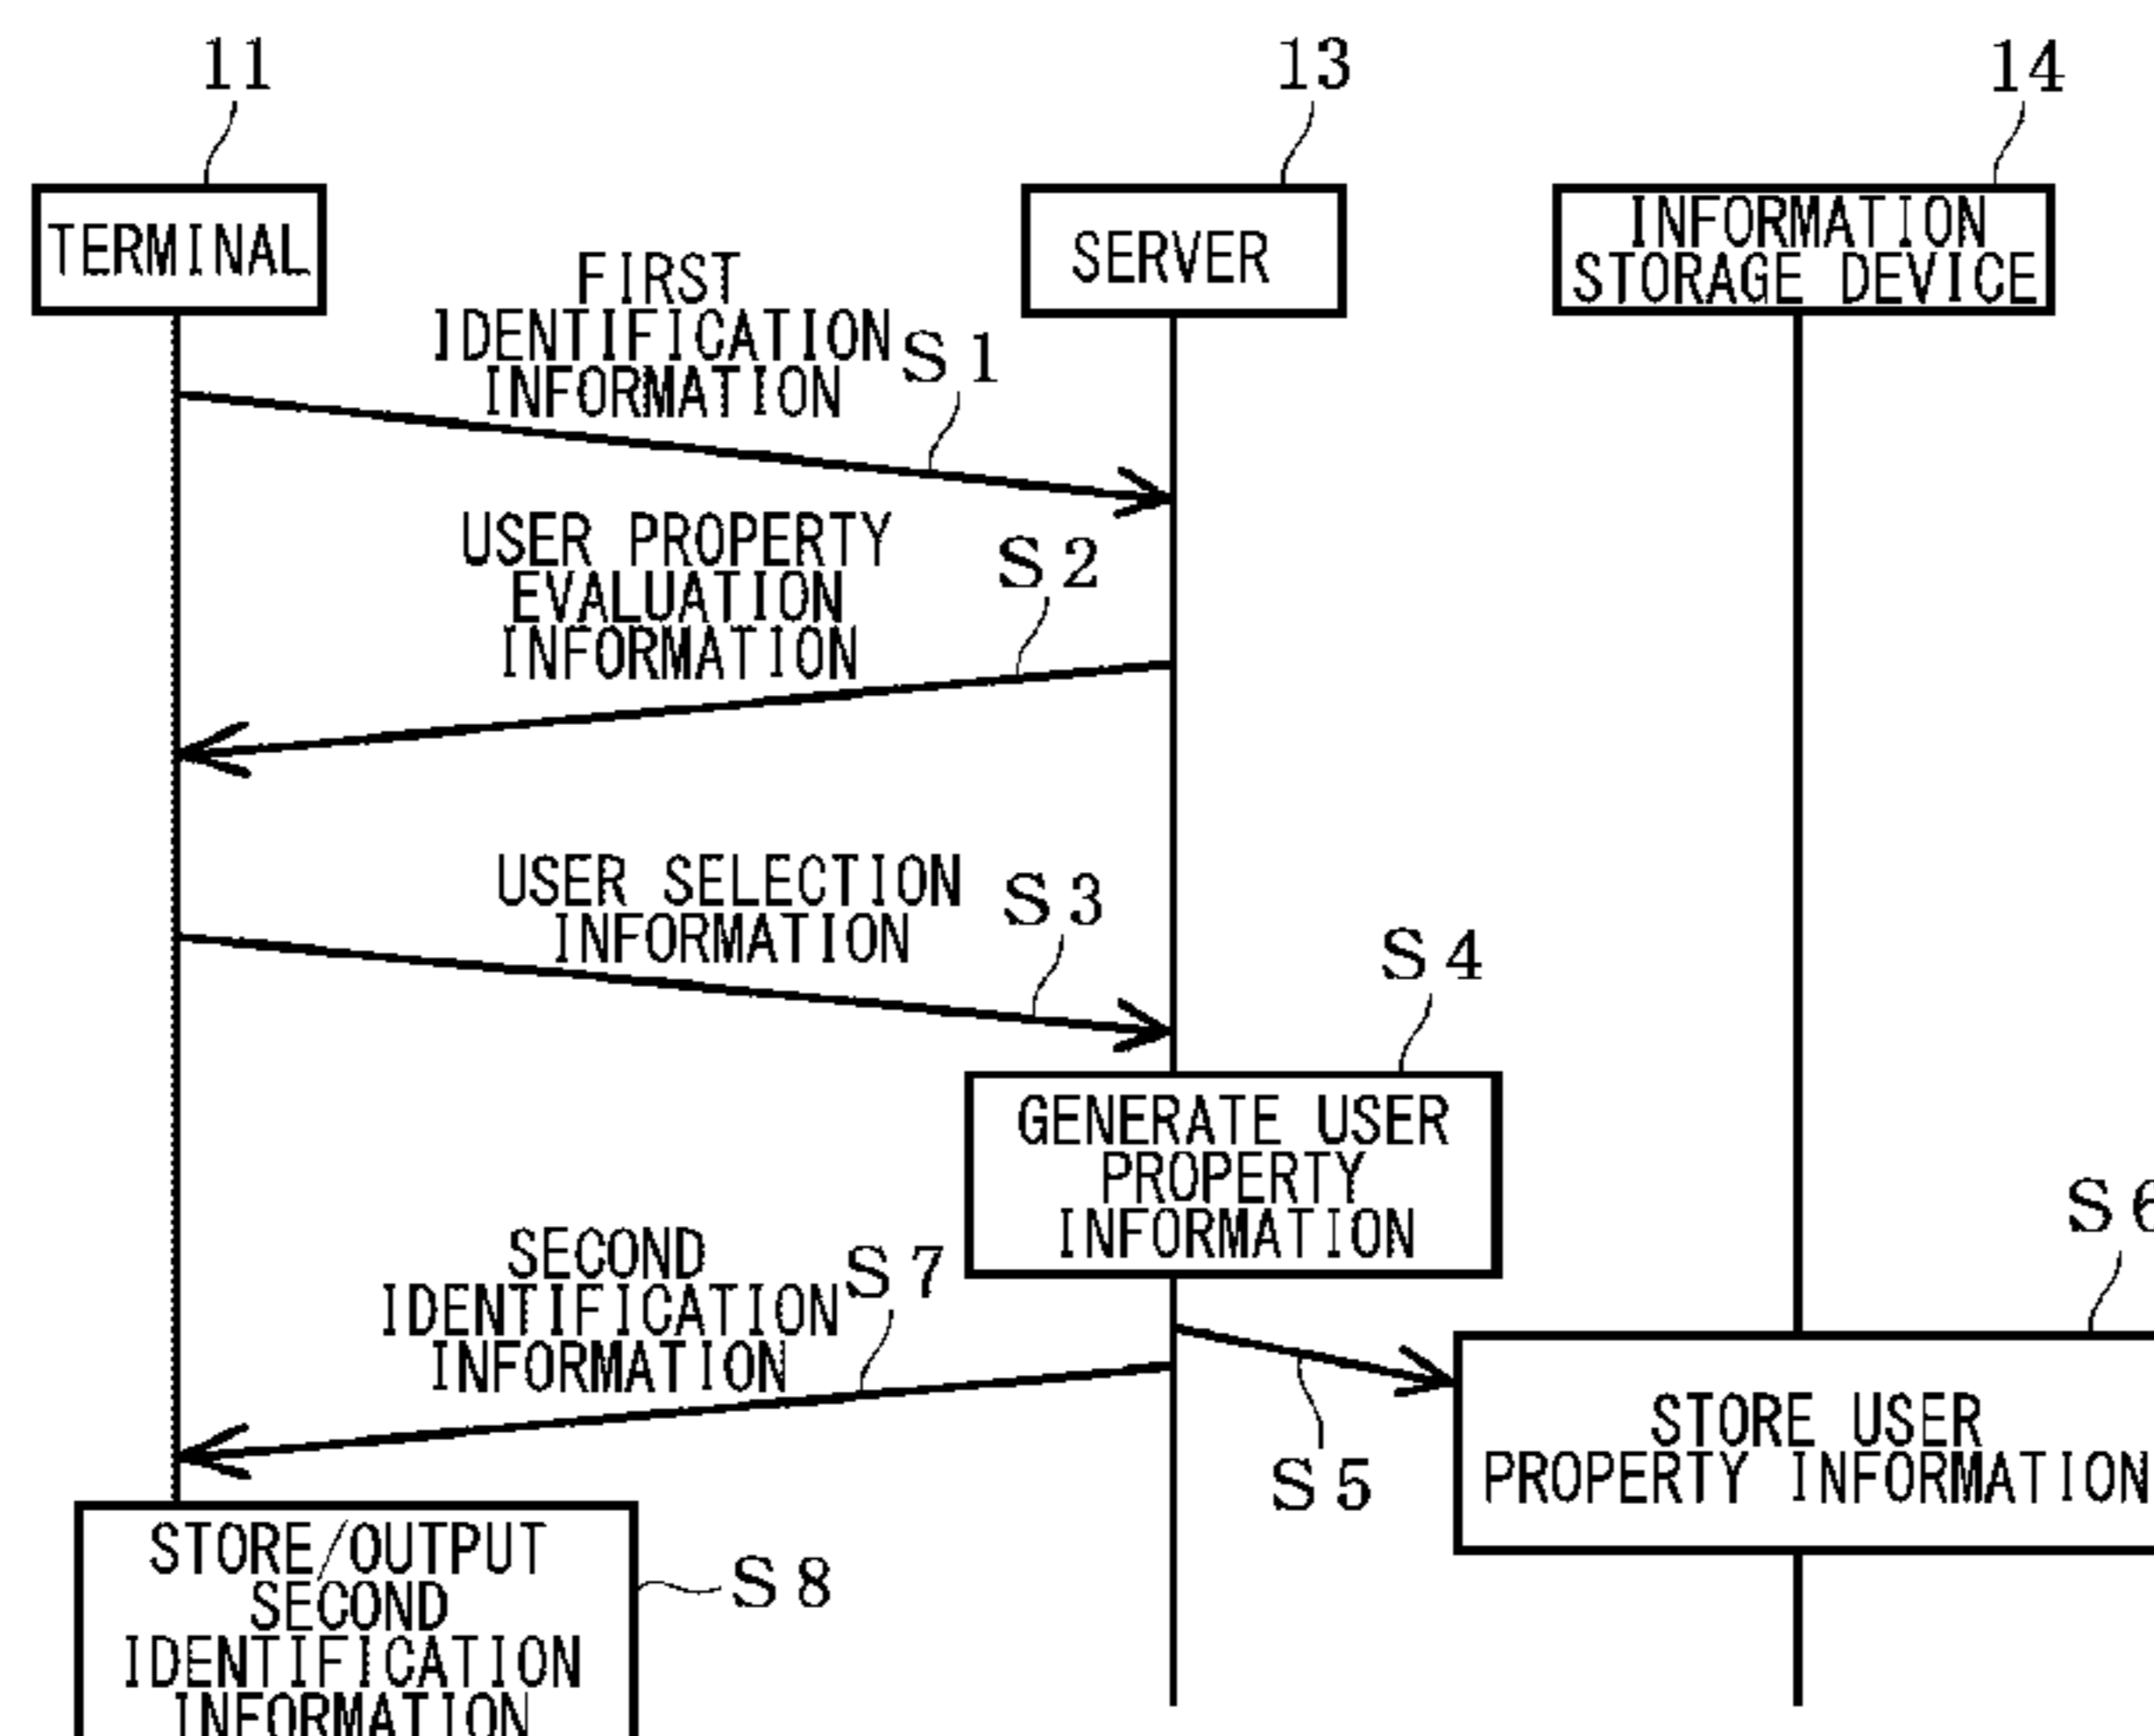 11
13
14
TERMINAL
SERVER
INFORMATION
STORAGE DEVICE
FIRST
IDENTIFICATION
INFORMATION
S1
USER PROPERTY
EVALUATION
INFORMATION
S2
USER SELECTION
INFORMATION
S3
S4
GENERATE USER
PROPERTY
INFORMATION
S6
SECOND
IDENTIFICATION
INFORMATION
S7
S5
STORE USER
PROPERTY INFORMATION
STORE/OUTPUT
SECOND
IDENTIFICATION
INFORMATION
S8